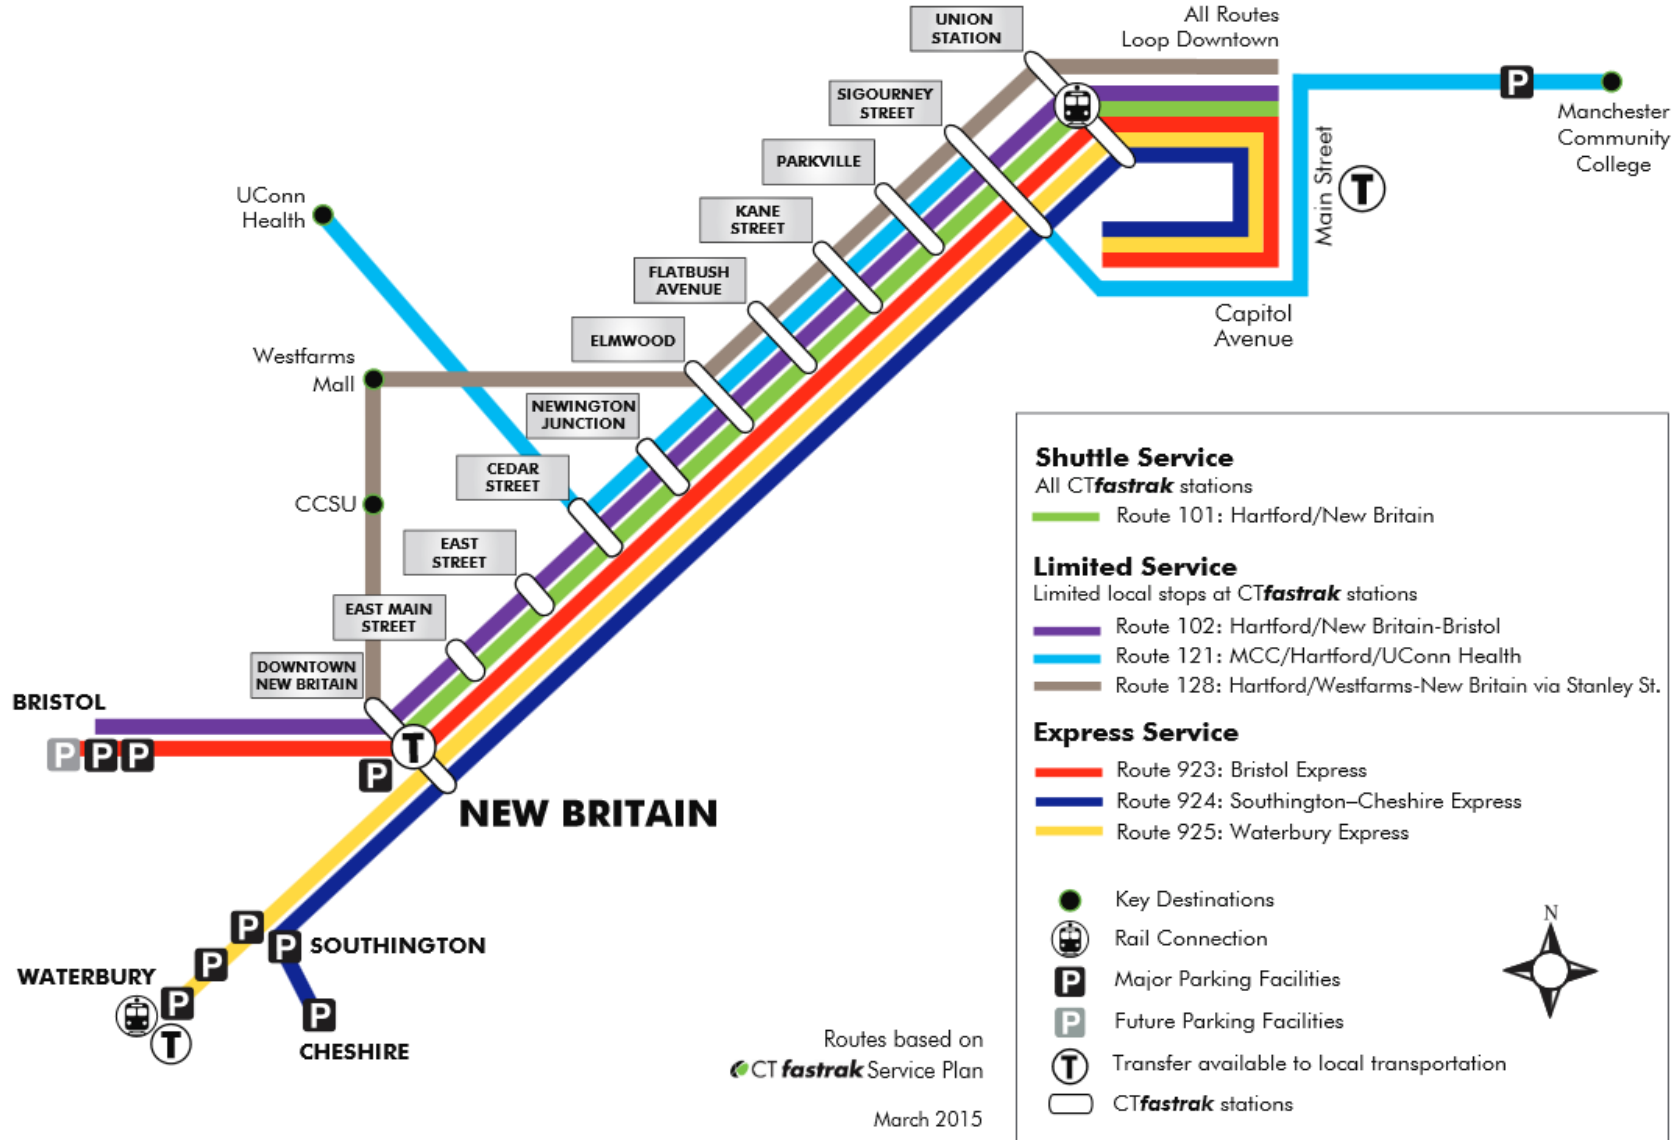 UNION
STATION
All Routes
Loop Downtown
SIGOURNEY
STREET
P
Manchester
Community
College
PARKVILLE
Main Street
T
UConn
Health
KANE
STREET
FLATBUSH
AVENUE
Capitol
Avenue
ELMWOOD
Westfarms
Mall
NEWINGTON
JUNCTION
CEDAR
STREET
CCSU
EAST
STREET
EAST MAIN
STREET
DOWNTOWN
NEW BRITAIN
BRISTOL
P P P
T
P
NEW BRITAIN
P
P SOUTHINGTON
P
WATERBURY
P
T
P
CHESHIRE
Routes based on
CTfastrak Service Plan
March 2015
Shuttle Service
All CTfastrak stations
Route 101: Hartford/New Britain
Limited Service
Limited local stops at CTfastrak stations
Route 102: Hartford/New Britain-Bristol
Route 121: MCC/Hartford/UConn Health
Route 128: Hartford/Westfarms-New Britain via Stanley St.
Express Service
Route 923: Bristol Express
Route 924: Southington–Cheshire Express
Route 925: Waterbury Express
Key Destinations
Rail Connection
P Major Parking Facilities
P Future Parking Facilities
T Transfer available to local transportation
CTfastrak stations
N